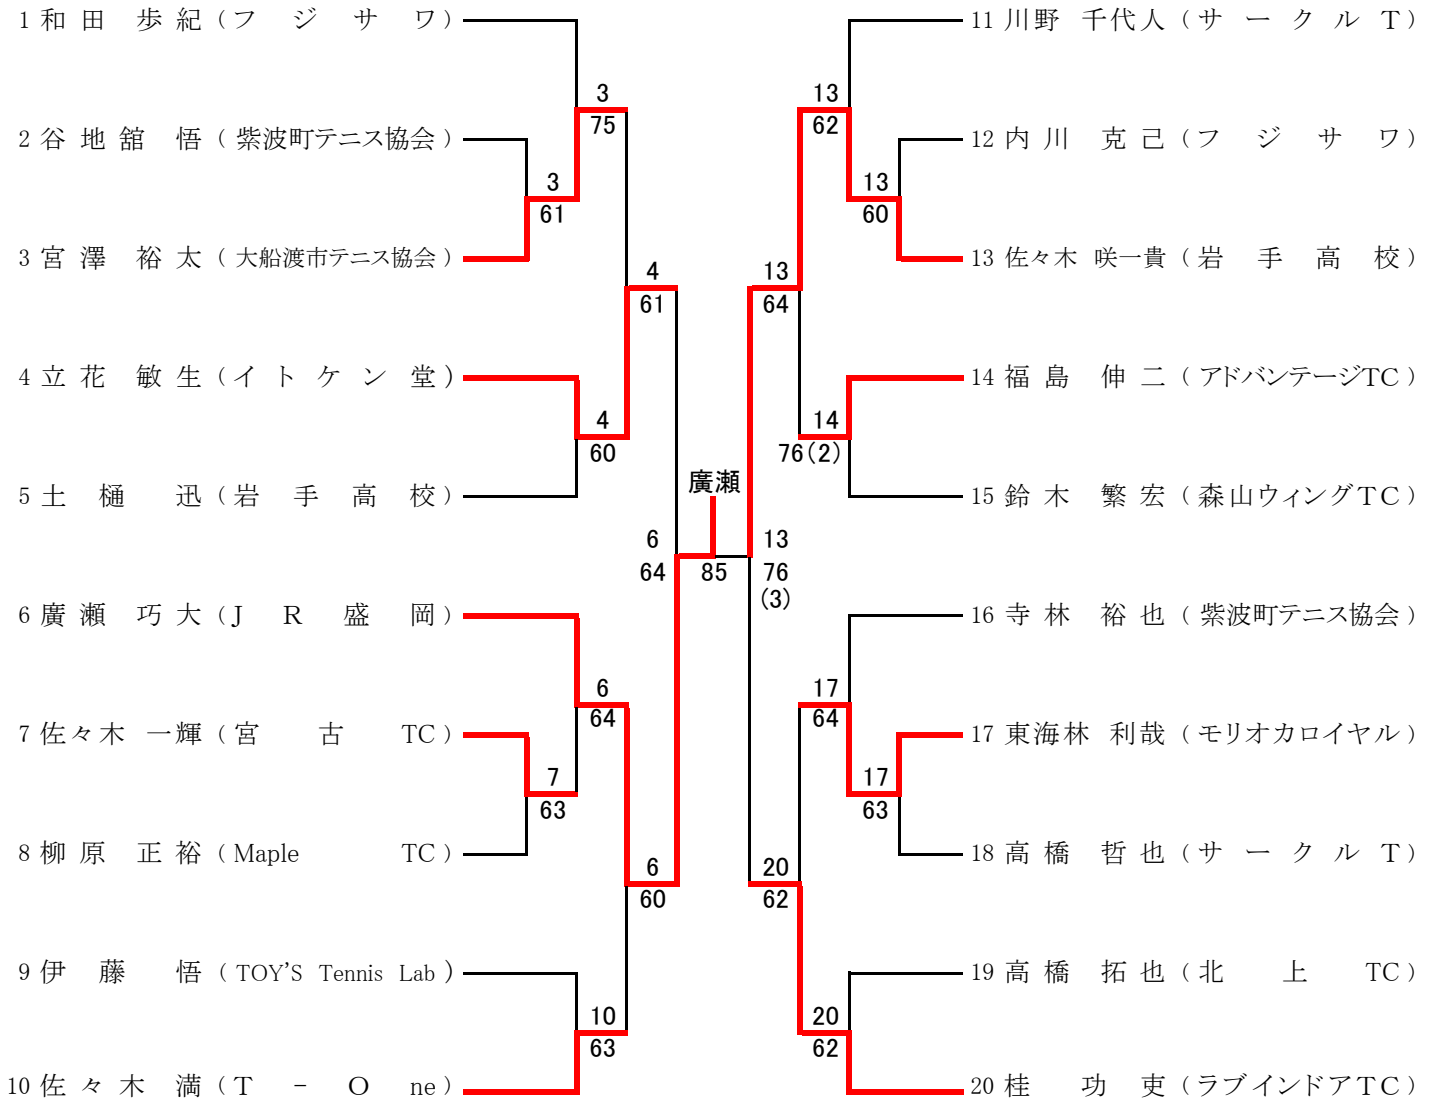 1 和田 歩紀 (フジサワ)
3
75
2 谷地舘 悟 (紫波町テニス協会)
3
61
3 宮澤 裕太 (大船渡市テニス協会)
4
61
4 立花 敏生 (イトケン堂)
4
60
5 土樋 迅 (岩手高校)
6
64
6 廣瀬 巧大 (JR盛岡)
6
64
7 佐々木 一輝 (宮古TC)
7
63
8 柳原 正裕 (Maple TC)
6
60
9 伊藤 悟 (TOY'S Tennis Lab)
10
63
10 佐々木 満 (T-One)
廣瀬
85
11 川野 千代人 (サークルT)
13
62
12 内川 克己 (フジサワ)
13
60
13 佐々木 咲一貴 (岩手高校)
13
64
14 福島 伸二 (アドバンテージTC)
14
76(2)
15 鈴木 繁宏 (森山ウィングTC)
13
76
(3)
16 寺林 裕也 (紫波町テニス協会)
17
64
17 東海林 利哉 (モリオカロイヤル)
17
63
18 高橋 哲也 (サークルT)
20
62
19 高橋 拓也 (北上TC)
20
62
20 桂 功吏 (ラブインドアTC)